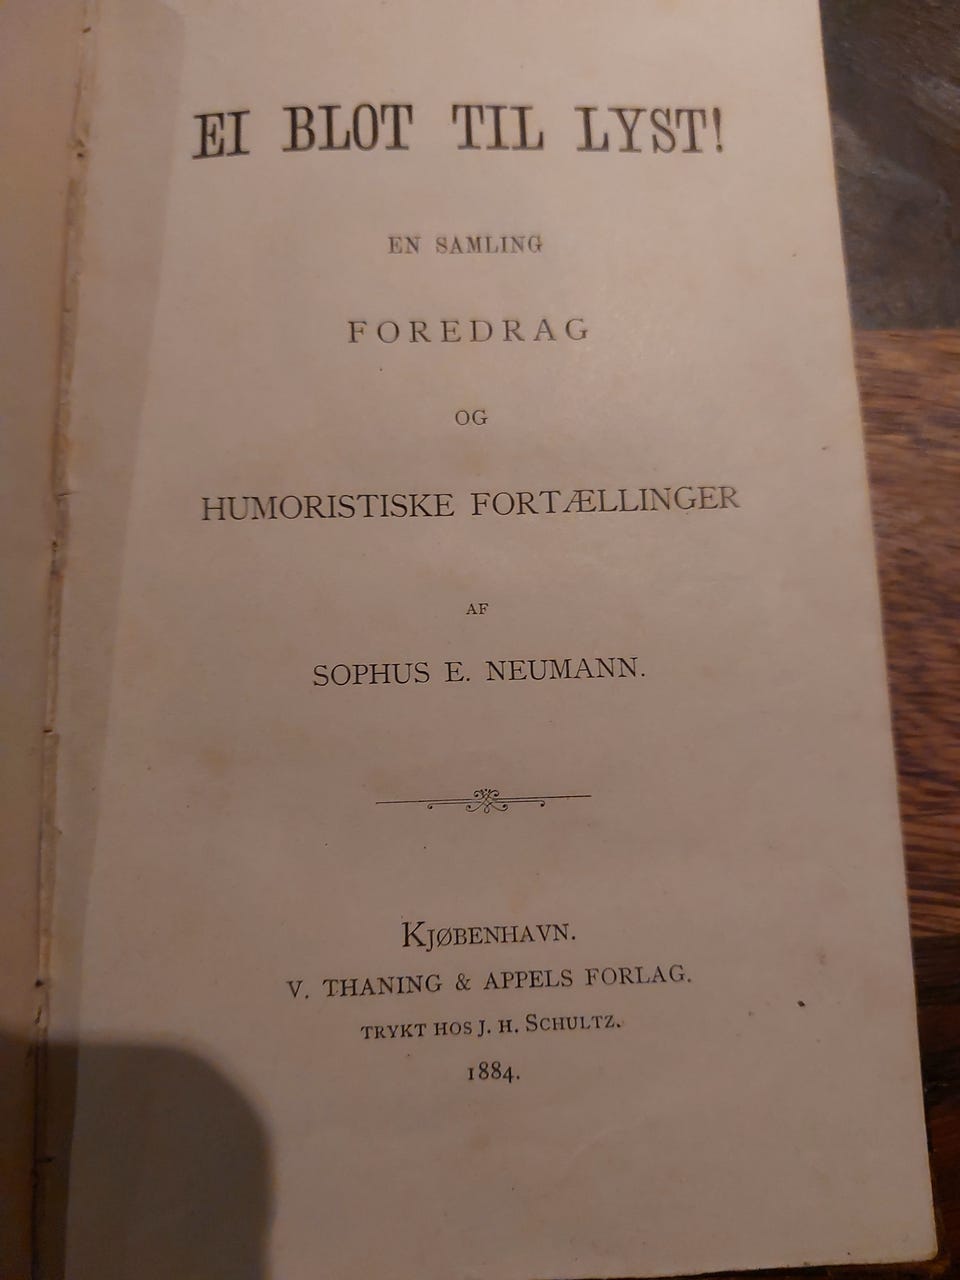 EI BLOT TIL LYST!
EN SAMLING
FOREDRAG
OG
HUMORISTISKE FORTÆLLINGER
AF
SOPHUS E. NEUMANN.
KJØBENHAVN.
V. THANING & APPELS FORLAG.
TRYKT HOS J. H. SCHULTZ.
1884.